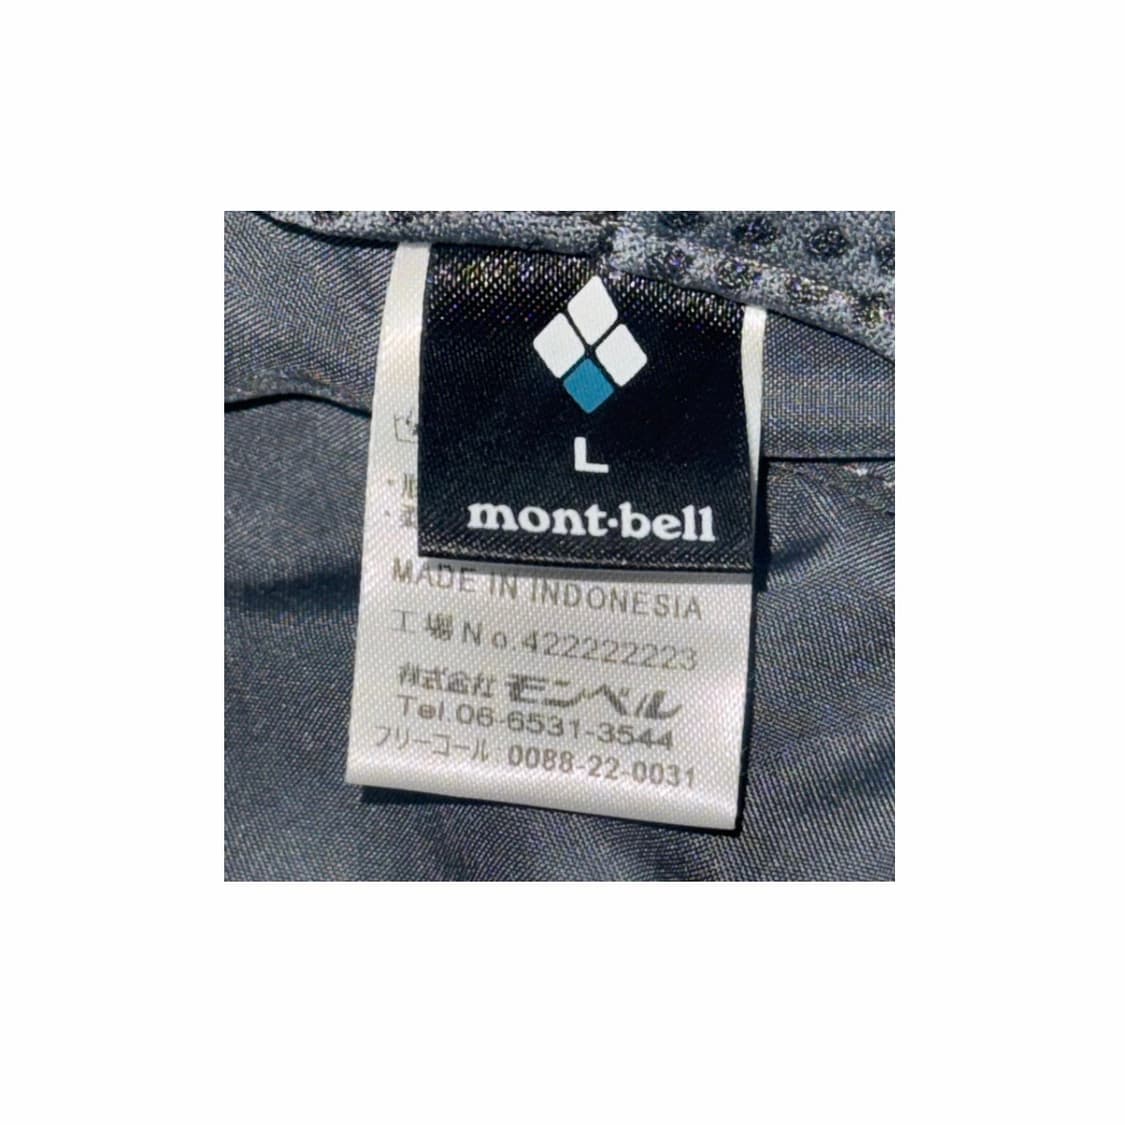 L
mont·bell
MADE IN INDONESIA
工場No.422222223
株式会社 モンベル
Tel.06-6531-3544
フリーコール 0088-22-0031